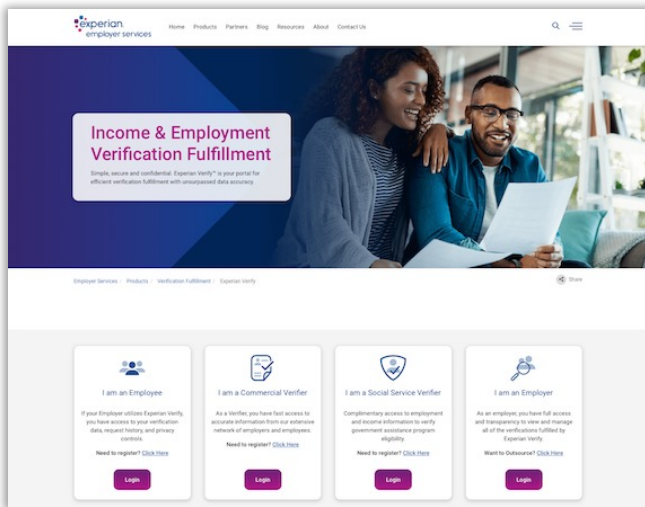 experian.
employer services
Home Products Partners Blog Resources About Contact Us
Income & Employment
Verification Fulfillment
Simple, secure and confidential. Experian Verify™ is your portal for
efficient verification fulfillment with unsurpassed data accuracy.
Employer Services / Products / Verification Fulfillment / Experian Verify
Share
I am an Employee
If your Employer utilizes Experian Verify,
you have access to your verification
data, request history, and privacy
controls.
Need to register? Click Here
Login
I am a Commercial Verifier
As a Verifier, you have fast access to
accurate information from our extensive
network of employers and employees.
Need to register? Click Here
Login
I am a Social Service Verifier
Complimentary access to employment
and income information to verify
government assistance program
eligibility.
Need to register? Click Here
Login
I am an Employer
As an employer, you have full access
and transparency to view and manage
all of the verifications fulfilled by
Experian Verify.
Want to Outsource? Click Here
Login